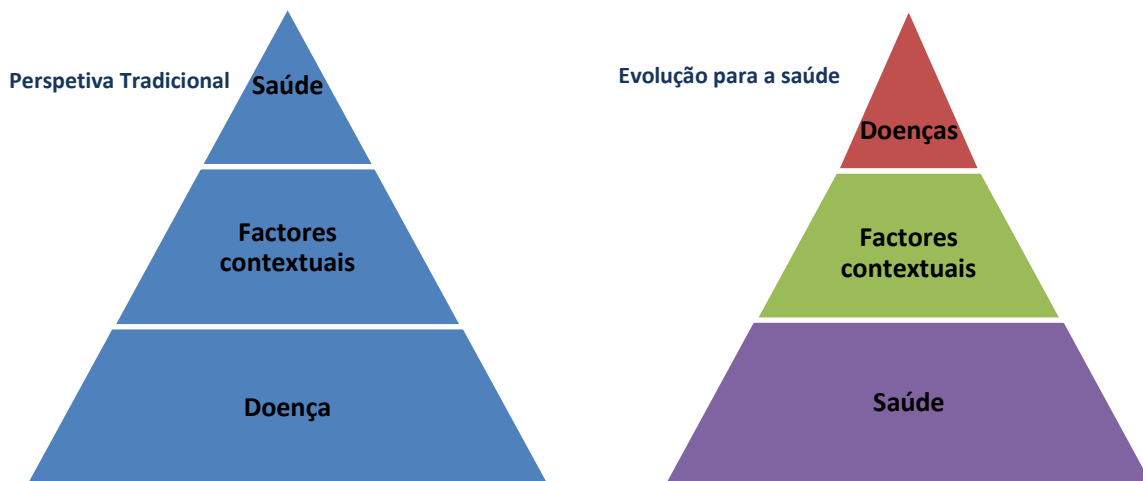 Perspetiva Tradicional
Saúde
Factores
contextuais
Doença
Evolução para a saúde
Doenças
Factores
contextuais
Saúde